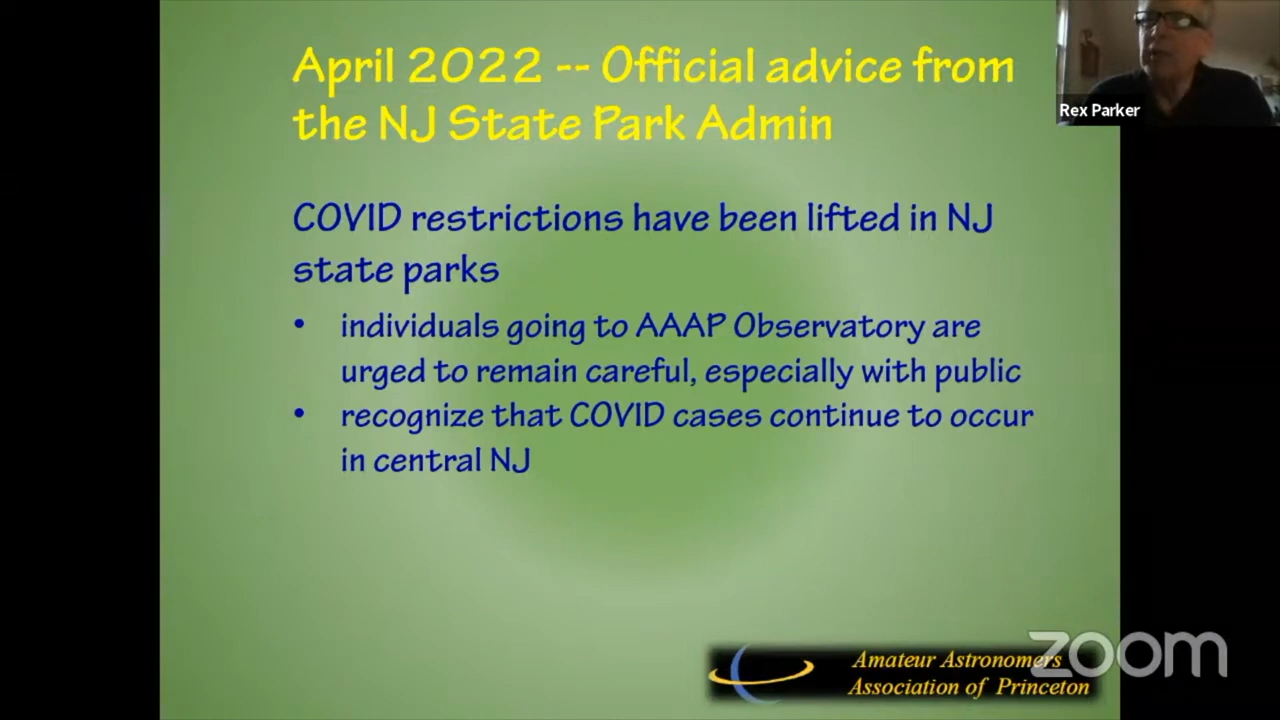 April 2022 -- Official advice from
the NJ State Park Admin
Rex Parker
COVID restrictions have been lifted in NJ
state parks
• individuals going to AAAP Observatory are
urged to remain careful, especially with public
• recognize that COVID cases continue to occur
in central NJ
Amateur Astronomers
Association of Princeton
zoom